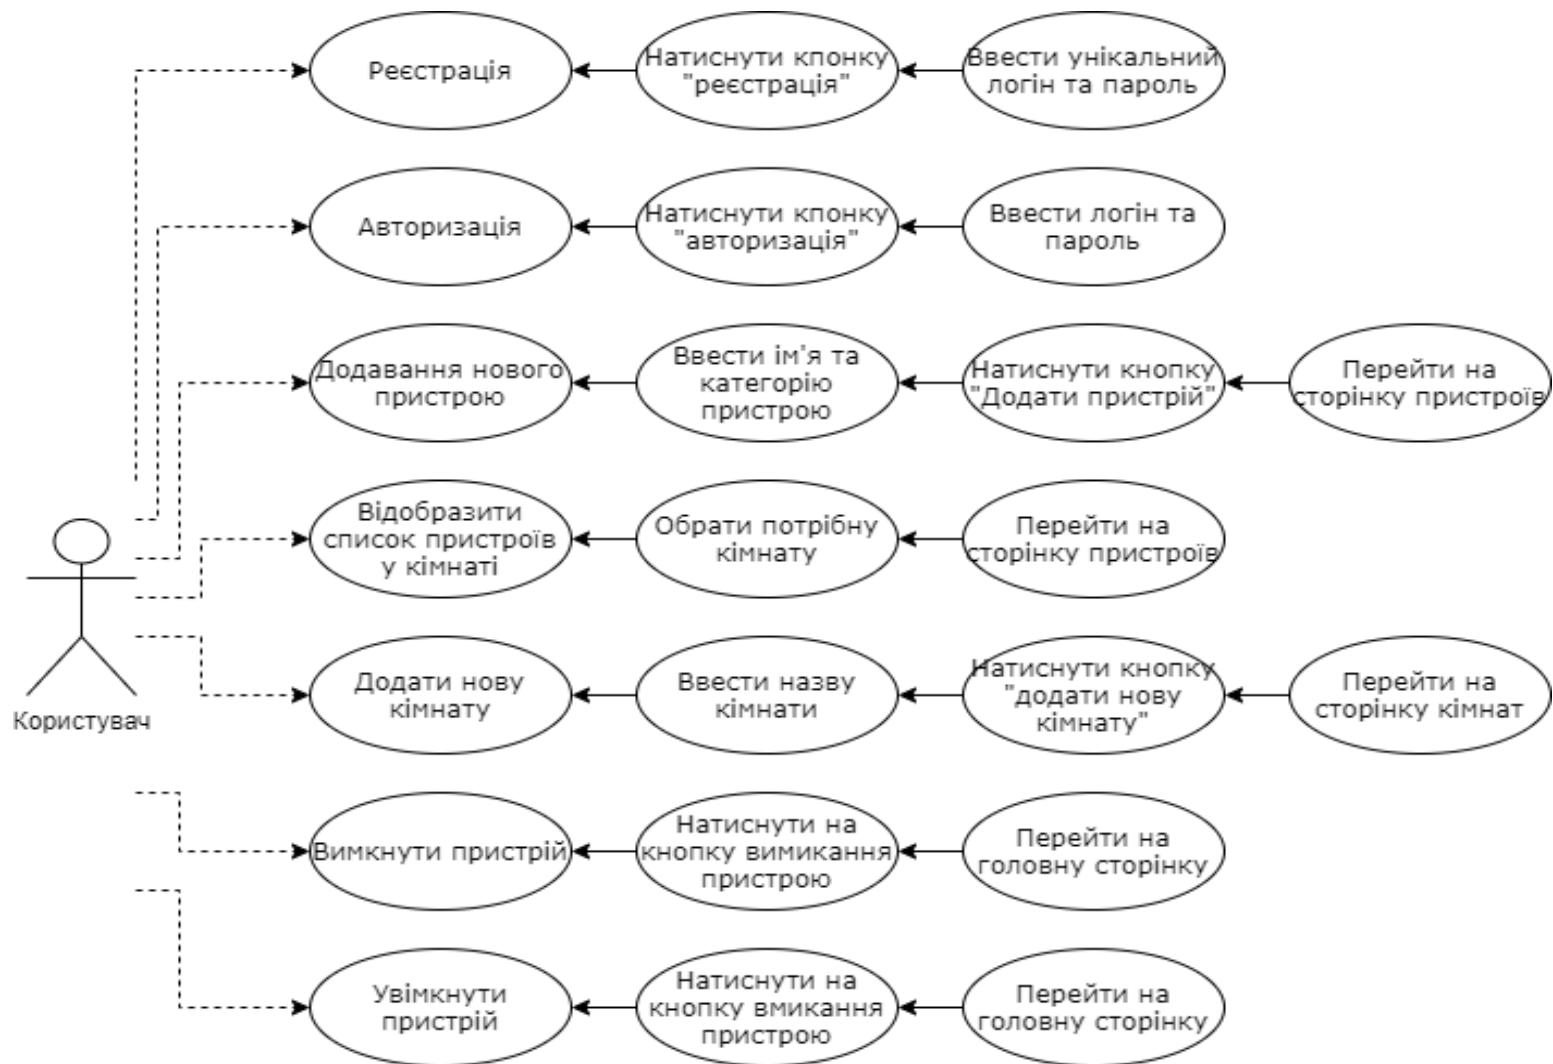 Реєстрація
Натиснути кпонку
"реєстрація"
Ввести унікальний
логін та пароль
Авторизація
Натиснути кпонку
"авторизація"
Ввести логін та
пароль
Додавання нового
пристрою
Ввести ім'я та
категорію
пристрою
Натиснути кнопку
"Додати пристрій"
Перейти на
сторінку пристроїв
Відобразити
список пристроїв
у кімнаті
Обрати потрібну
кімнату
Перейти на
сторінку пристроїв
Користувач
Додати нову
кімнату
Ввести назву
кімнати
Натиснути кнопку
"додати нову
кімнату"
Перейти на
сторінку кімнат
Вимкнути пристрій
Натиснути на
кнопку вимикання
пристрою
Перейти на
головну сторінку
Увімкнути
пристрій
Натиснути на
кнопку вмикання
пристрою
Перейти на
головну сторінку